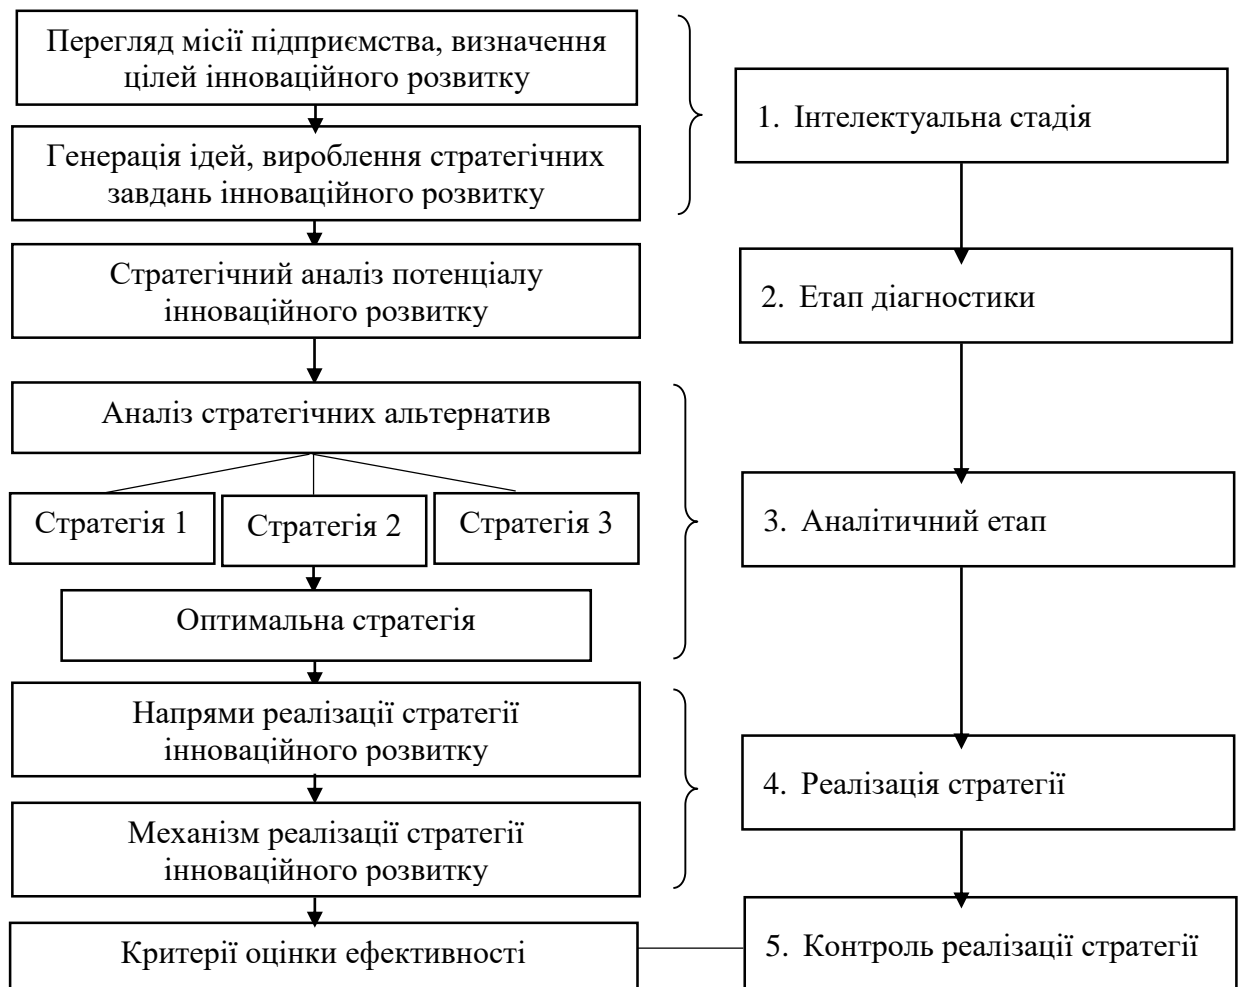 Перегляд місії підприємства, визначення
цілей інноваційного розвитку
1. Інтелектуальна стадія
Генерація ідей, вироблення стратегічних
завдань інноваційного розвитку
Стратегічний аналіз потенціалу
інноваційного розвитку
2. Етап діагностики
Аналіз стратегічних альтернатив
Стратегія 1
Стратегія 2
Стратегія 3
3. Аналітичний етап
Оптимальна стратегія
Напрями реалізації стратегії
інноваційного розвитку
4. Реалізація стратегії
Механізм реалізації стратегії
інноваційного розвитку
Критерії оцінки ефективності
5. Контроль реалізації стратегії